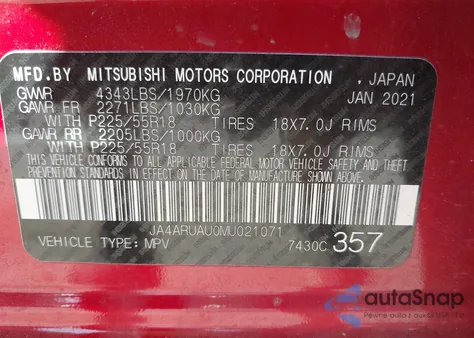 MFD.BY MITSUBISHI MOTORS CORPORATION , JAPAN
GVWR 4343LBS/1970KG JAN 2021
GAWR FR 2271LBS/1030KG
WITH P225/55R18 TIRES 18X7.0J RIMS
GAWR RR 2205LBS/1000KG
WITH P225/55R18 TIRES 18X7.0J RIMS
THIS VEHICLE CONFORMS TO ALL APPLICABLE FEDERAL MOTOR VEHICLE SAFETY AND THEFT
PREVENTION STANDARDS IN EFFECT ON THE DATE OF MANUFACTURE SHOWN ABOVE.
JA4ARUAU0MU021071
VEHICLE TYPE: MPV 7430C 357
autoSnap